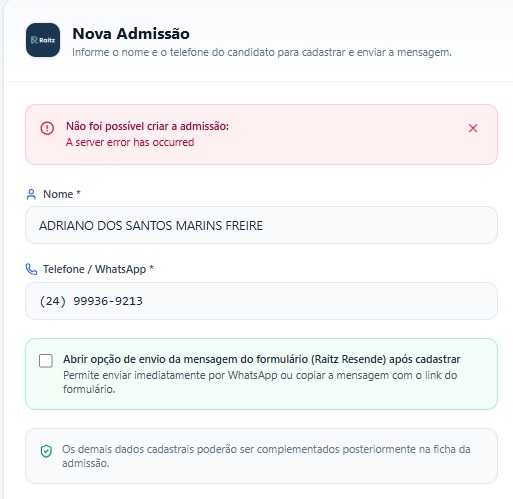 Raitz
Nova Admissão
Informe o nome e o telefone do candidato para cadastrar e enviar a mensagem.
Não foi possível criar a admissão:
A server error has occurred
Nome *
ADRIANO DOS SANTOS MARINS FREIRE
Telefone / WhatsApp *
(24) 99936-9213
Abrir opção de envio da mensagem do formulário (Raitz Resende) após cadastrar
Permite enviar imediatamente por WhatsApp ou copiar a mensagem com o link do
formulário.
Os demais dados cadastrais poderão ser complementados posteriormente na ficha da
admissão.